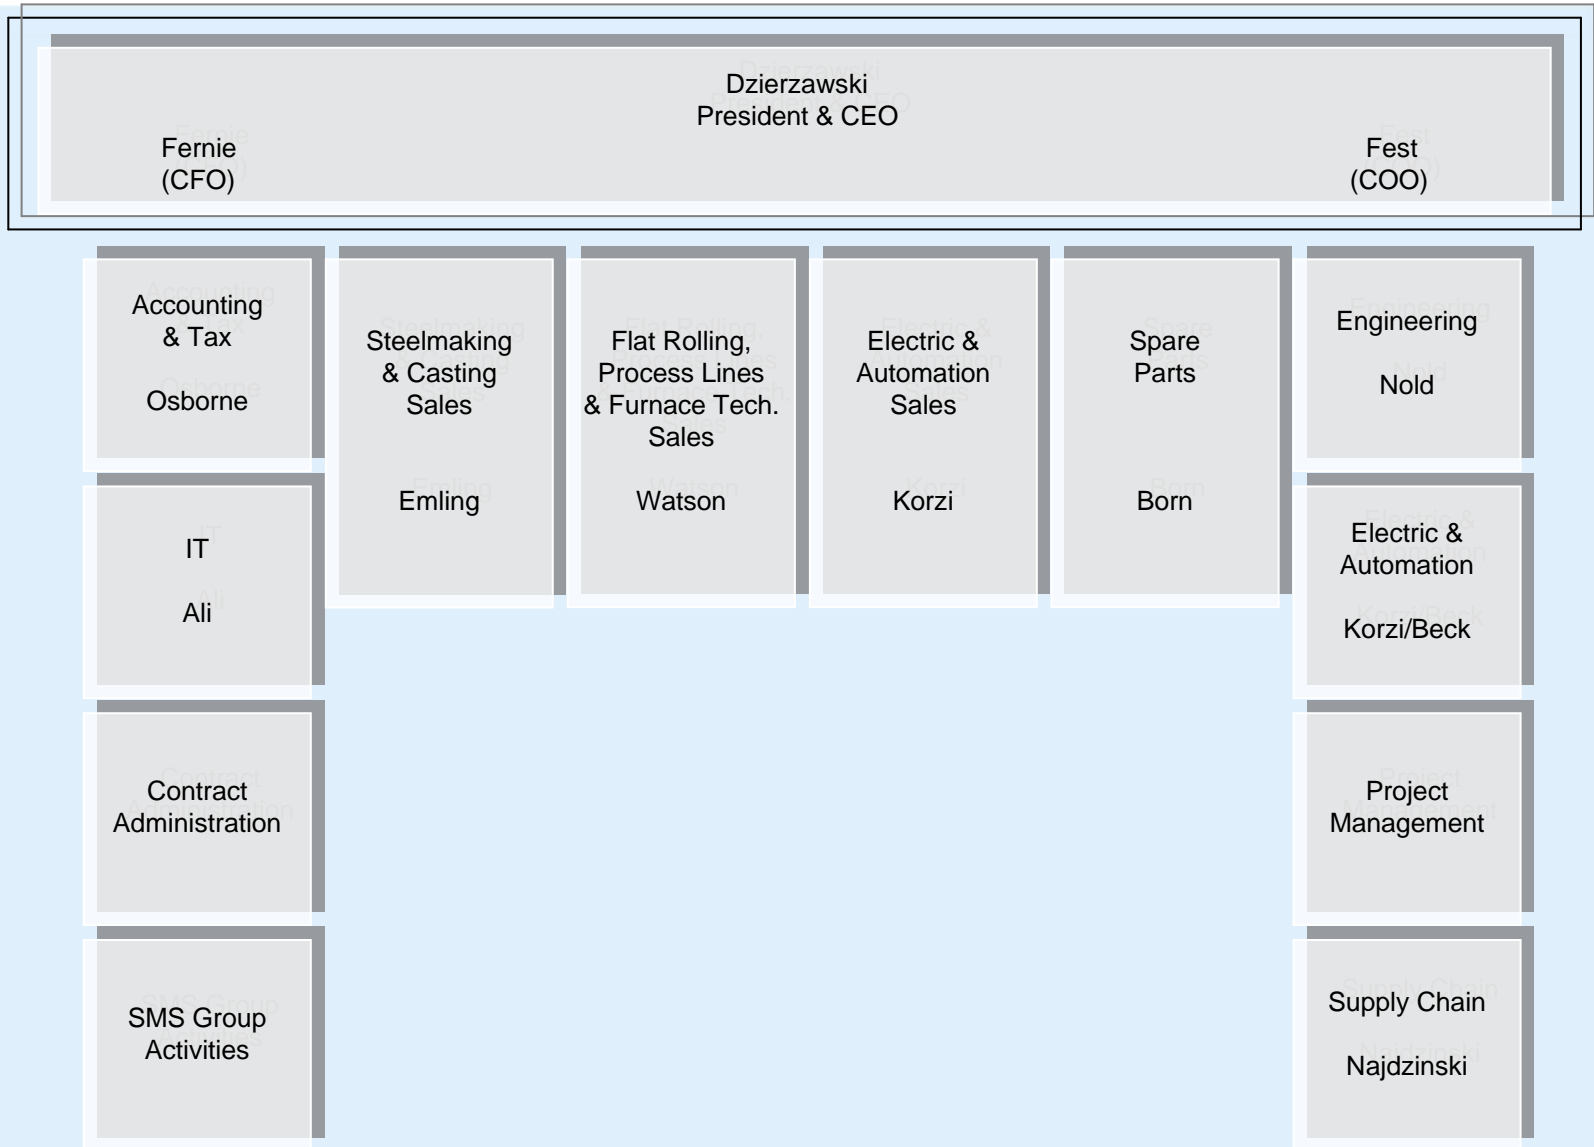 Dzierzawski
President & CEO
Fernie
(CFO)
Fest
(COO)
Accounting
& Tax
Osborne
Steelmaking
& Casting
Sales
Emling
Flat Rolling,
Process Lines
& Furnace Tech.
Sales
Watson
Electric &
Automation
Sales
Korzi
Spare
Parts
Born
Engineering
Nold
IT
Ali
Electric &
Automation
Korzi/Beck
Contract
Administration
Project
Management
SMS Group
Activities
Supply Chain
Najdzinski